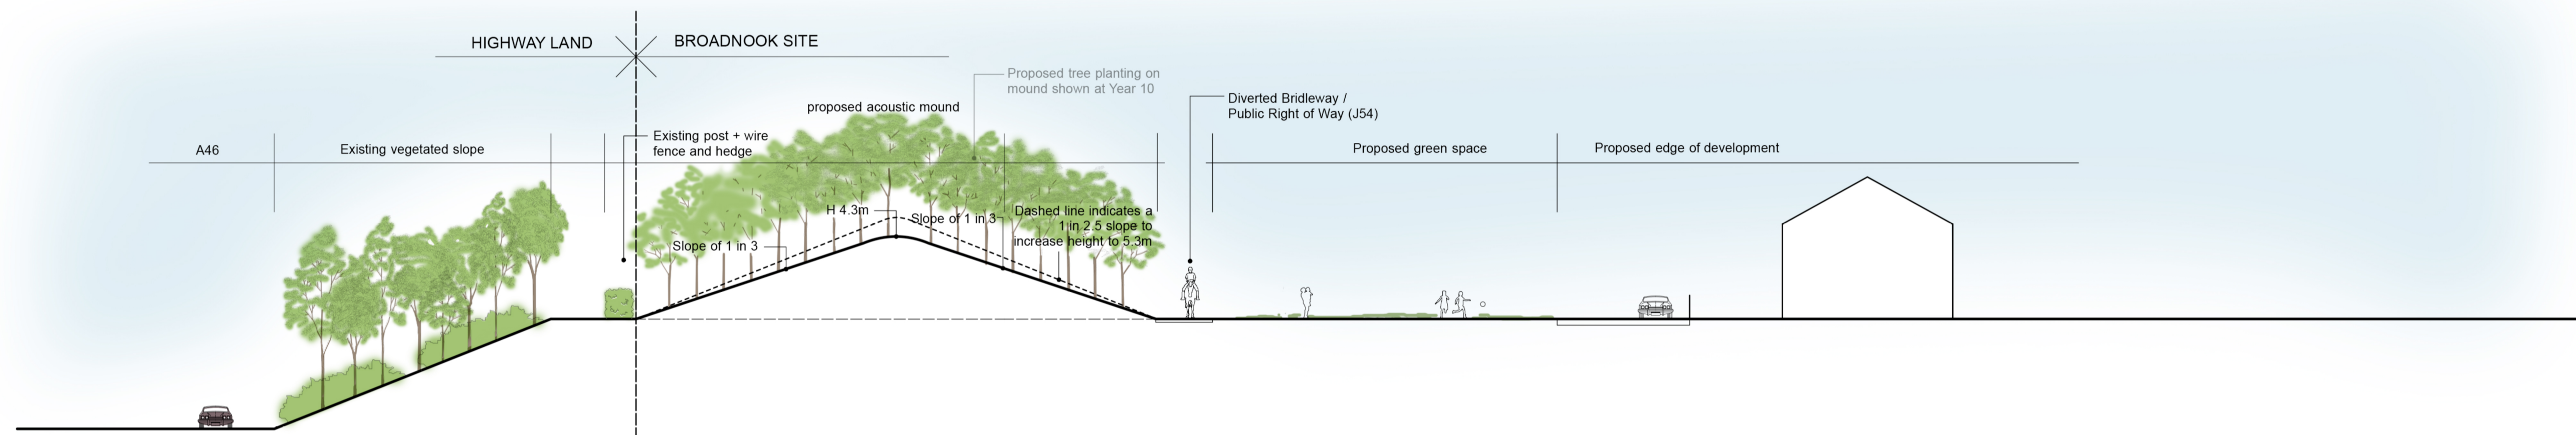 HIGHWAY LAND
BROADNOOK SITE
Proposed tree planting on
mound shown at Year 10
Diverted Bridleway /
Public Right of Way (J54)
proposed acoustic mound
Existing post + wire
fence and hedge
A46
Existing vegetated slope
Proposed green space
Proposed edge of development
H 4.3m
Slope of 1 in 3
Slope of 1 in 3
Dashed line indicates a
1 in 2.5 slope to
increase height to 5.3m